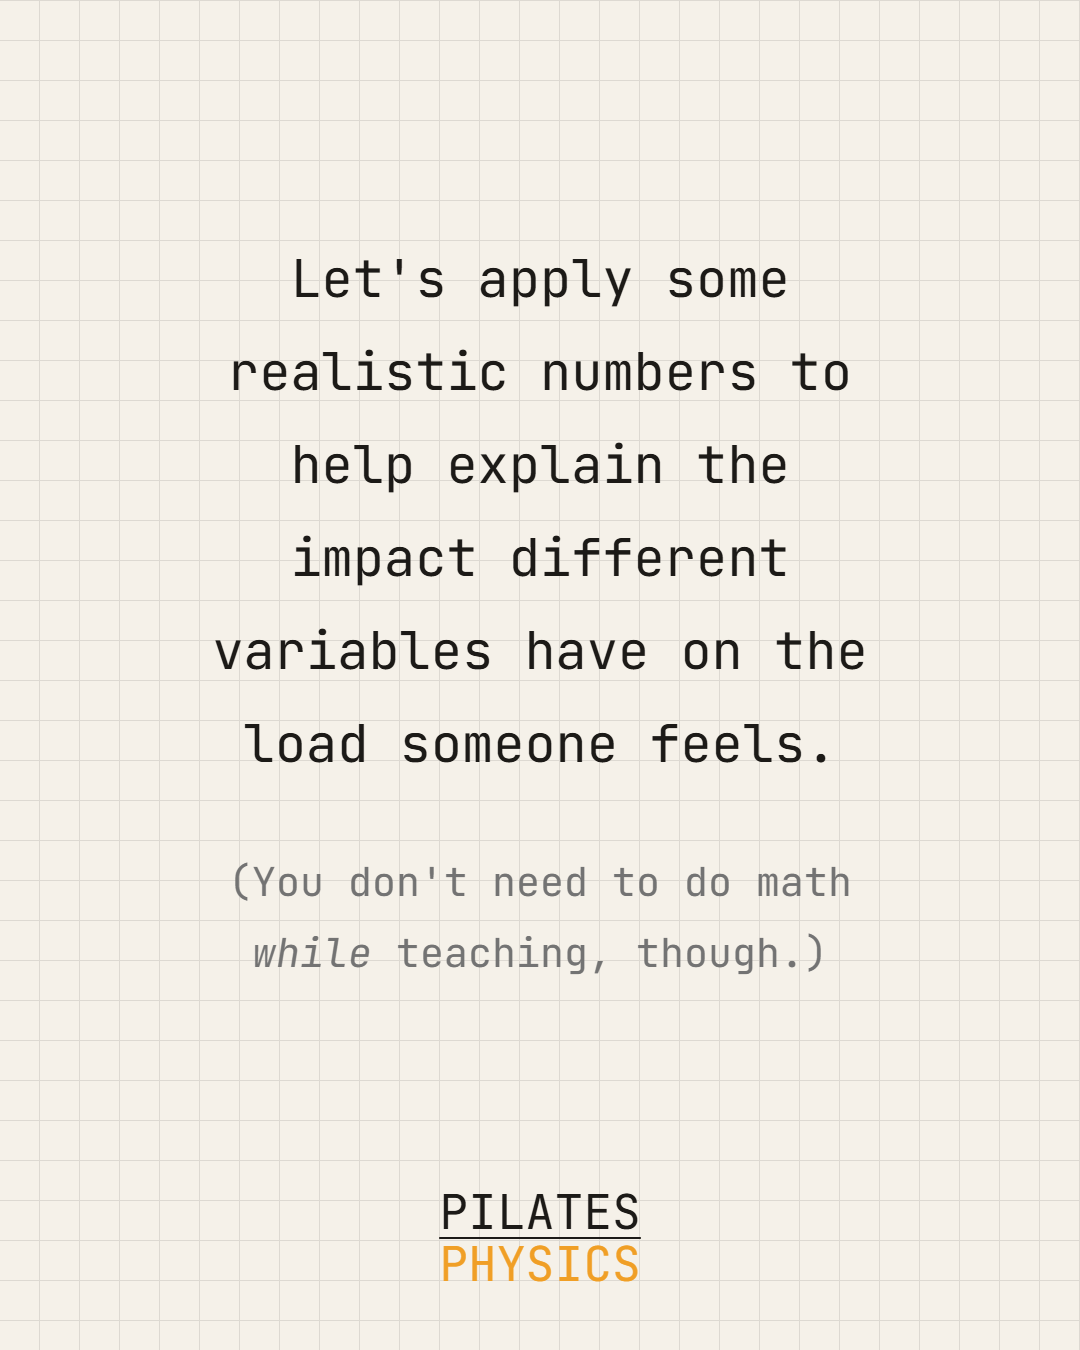 Let's apply some
realistic numbers to
help explain the
impact different
variables have on the
load someone feels.
(You don't need to do math
while teaching, though.)
PILATES
PHYSICS